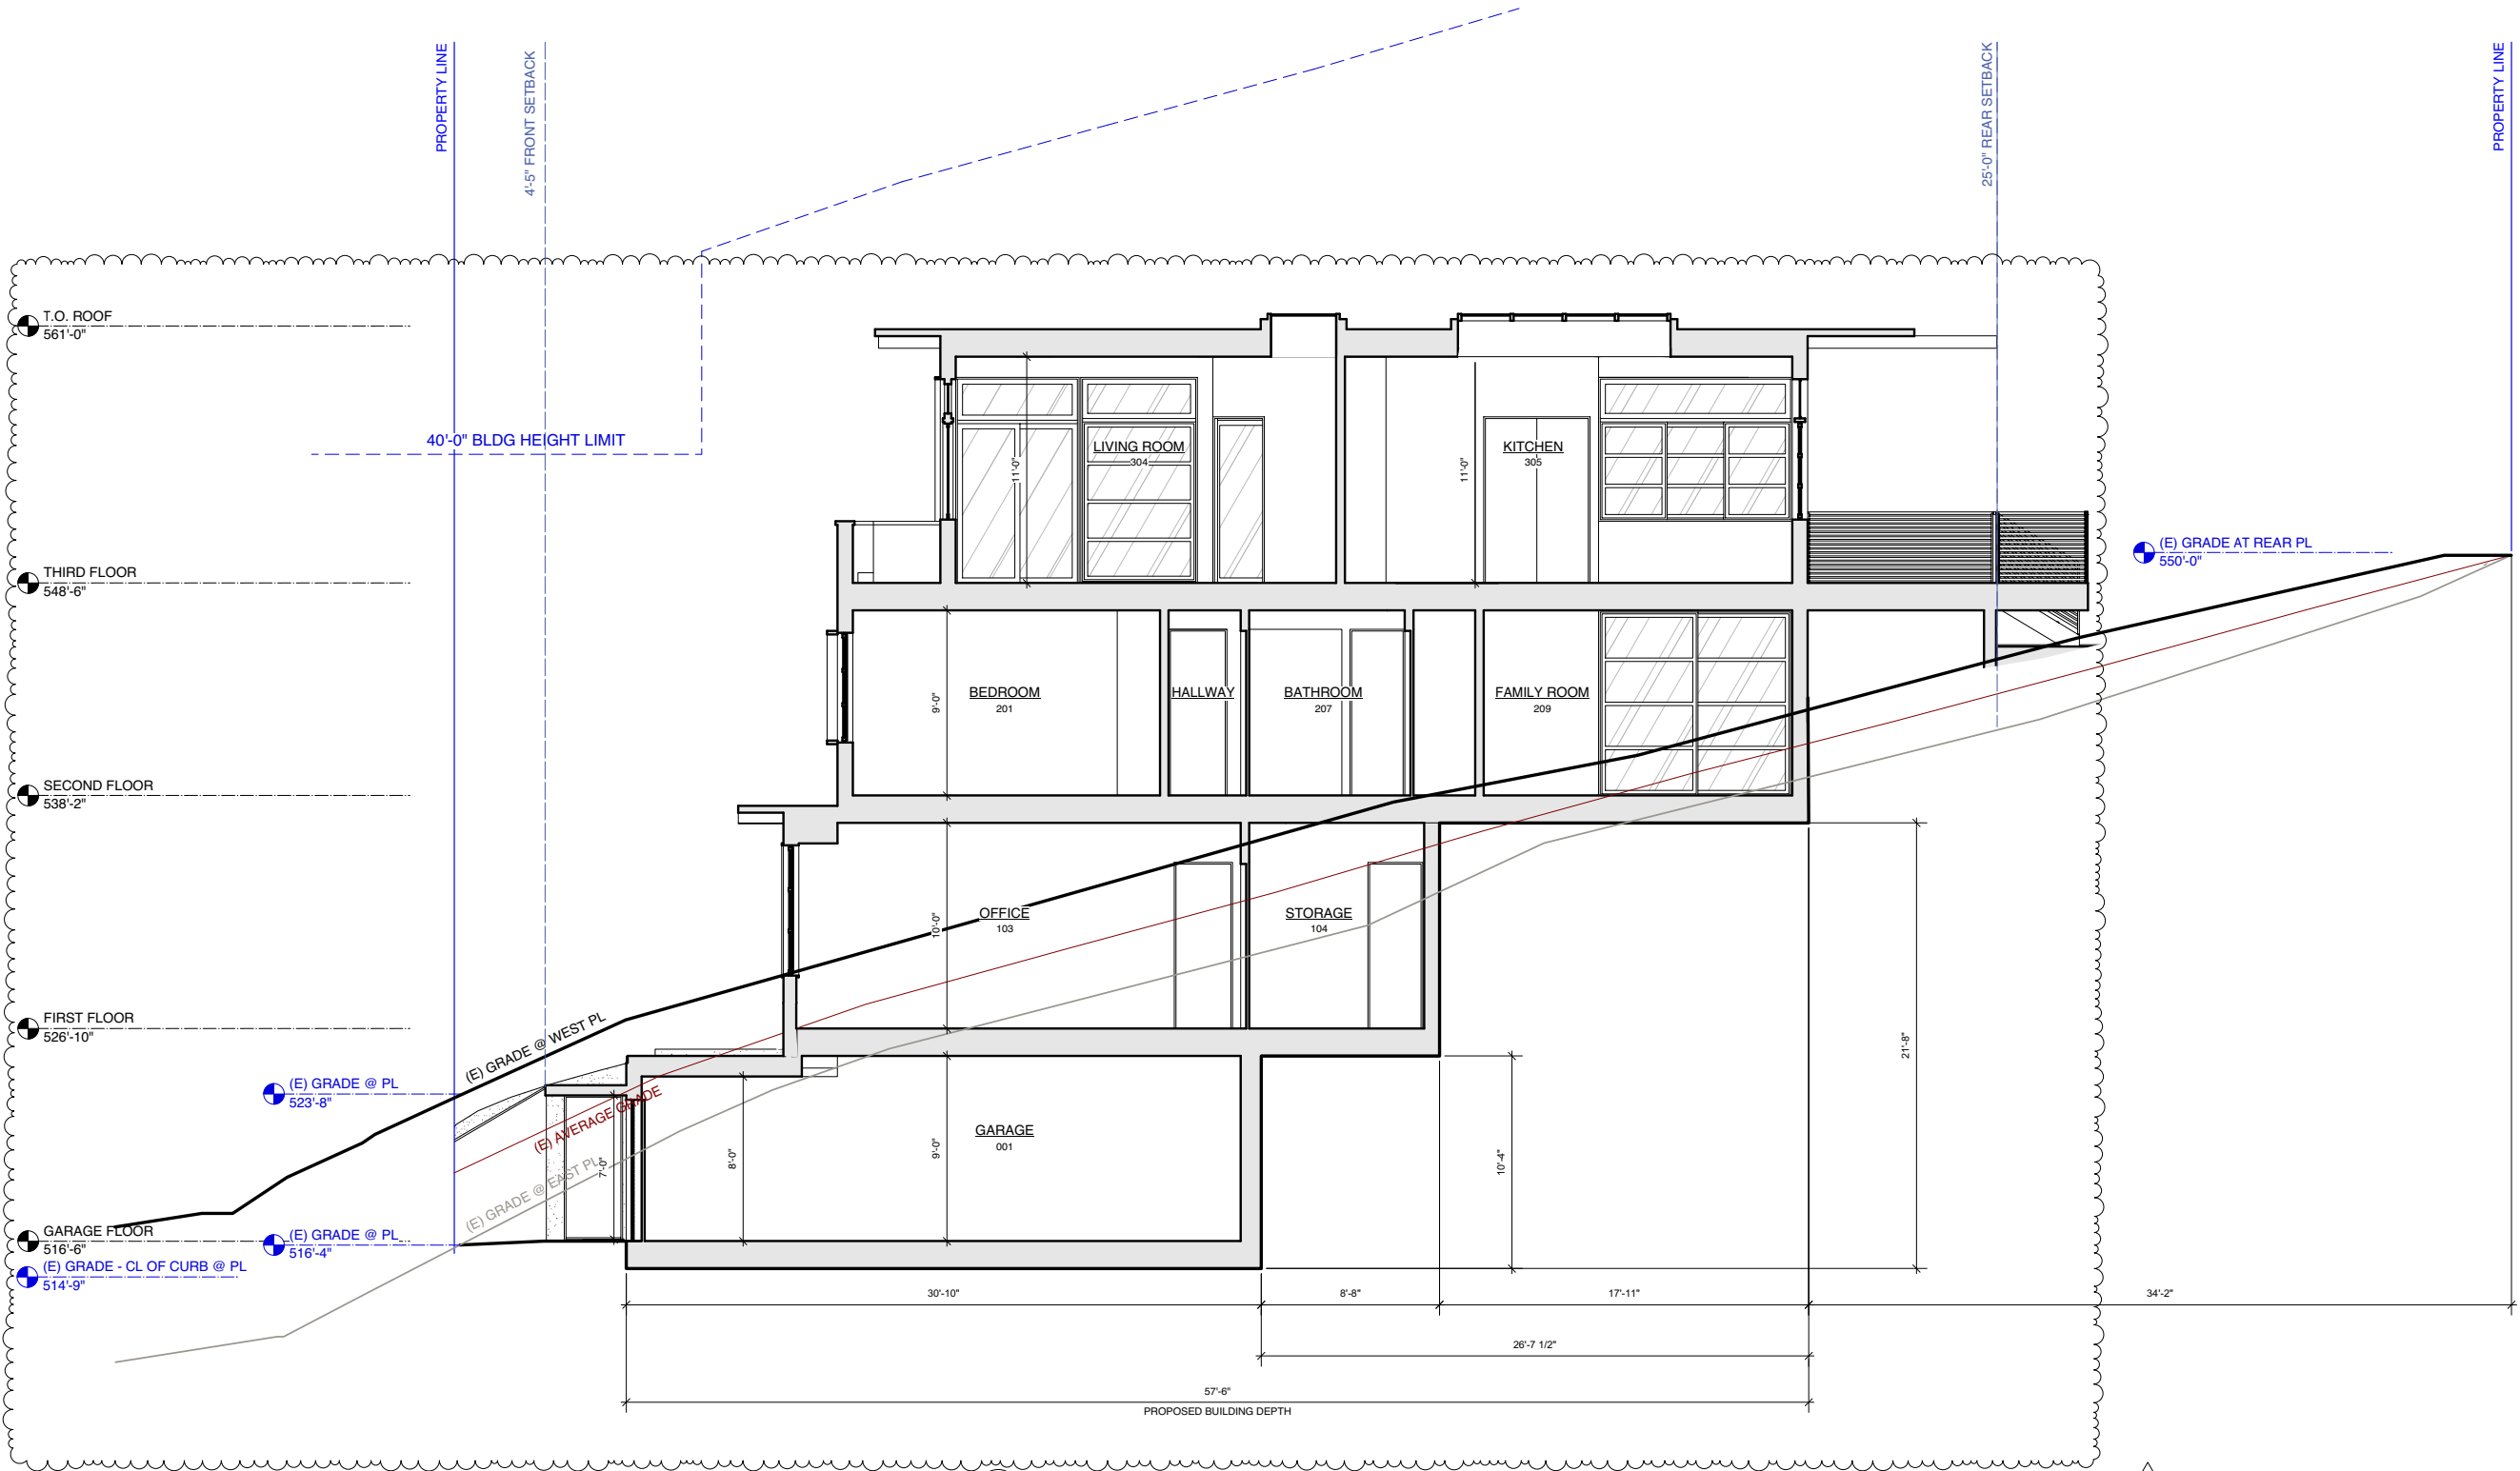 PROPERTY LINE
4'-5" FRONT SETBACK
25'-0" REAR SETBACK
PROPERTY LINE
T.O. ROOF
561'-0"
40'-0" BLDG HEIGHT LIMIT
LIVING ROOM
304
11'-0"
KITCHEN
305
11'-0"
(E) GRADE AT REAR PL
550'-0"
THIRD FLOOR
548'-6"
BEDROOM
201
9'-0"
HALLWAY
BATHROOM
207
FAMILY ROOM
209
SECOND FLOOR
538'-2"
OFFICE
103
10'-0"
STORAGE
104
FIRST FLOOR
526'-10"
(E) GRADE @ WEST PL
21'-8"
(E) GRADE @ PL
523'-8"
(E) AVERAGE GRADE
(E) GRADE @ EAST PL
7'-0"
8'-0"
9'-0"
GARAGE
001
10'-4"
GARAGE FLOOR
516'-6"
(E) GRADE @ PL
516'-4"
(E) GRADE - CL OF CURB @ PL
514'-9"
30'-10"
8'-8"
17'-11"
34'-2"
26'-7 1/2"
57'-6"
PROPOSED BUILDING DEPTH